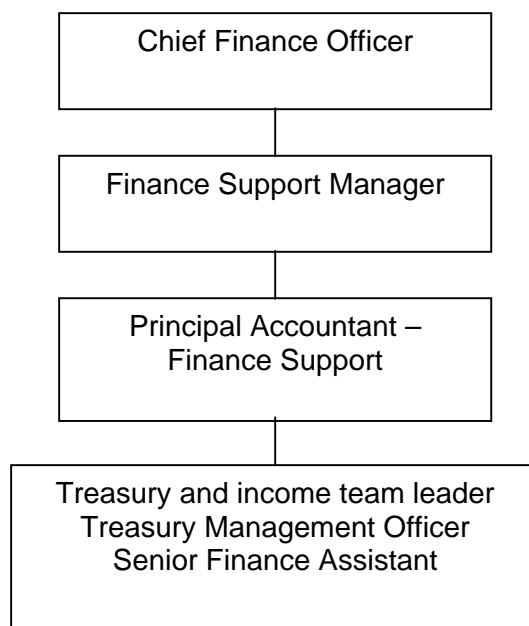 Chief Finance Officer
Finance Support Manager
Principal Accountant –
Finance Support
Treasury and income team leader
Treasury Management Officer
Senior Finance Assistant